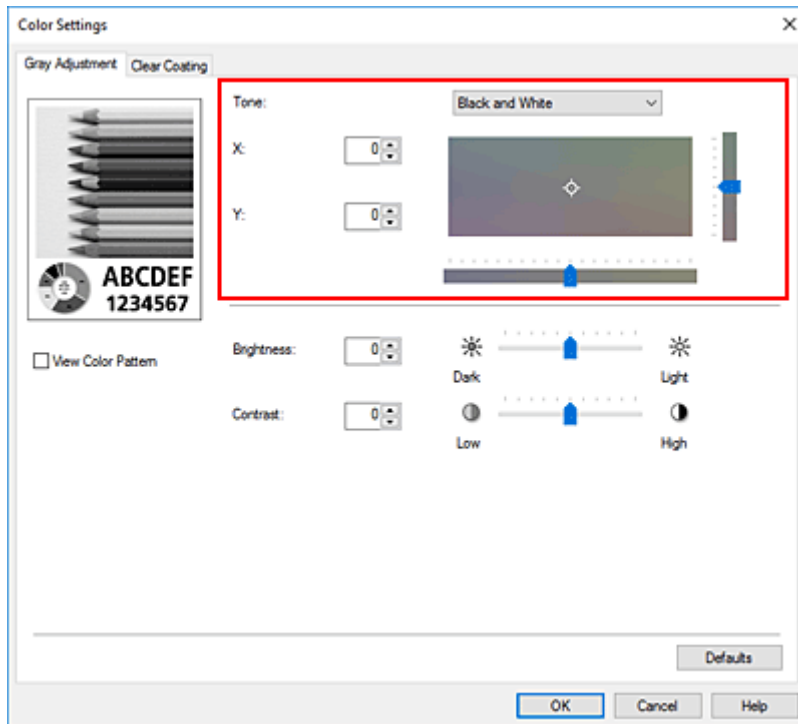 Color Settings
Gray Adjustment
Clear Coating
Tone:
Black and White
X:
0
Y:
0
ABCDEF
1234567
View Color Pattern
Brightness:
0
Dark
Light
Contrast:
0
Low
High
Defaults
OK
Cancel
Help